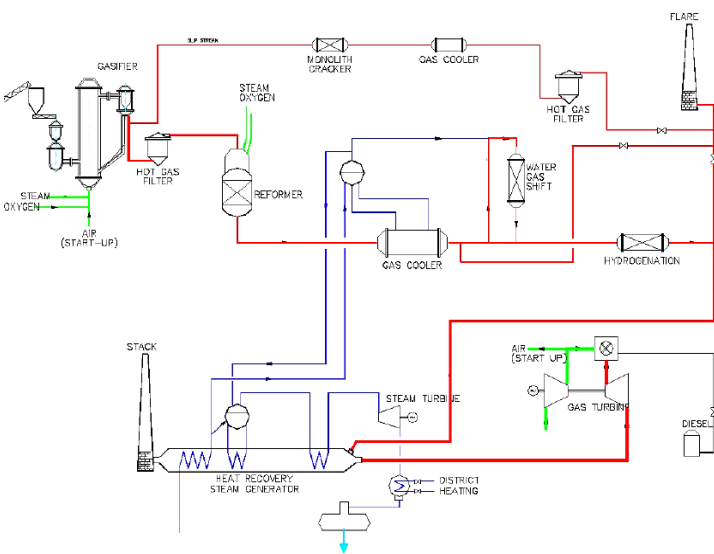 FLARE
SLIP STREAM
MONOLITH
CRACKER
GAS COOLER
GASIFIER
STEAM
OXYGEN
HOT GAS
FILTER
HOT GAS
FILTER
WATER
GAS
SHIFT
REFORMER
STEAM
OXYGEN
AIR
(START-UP)
GAS COOLER
HYDROGENATION
STACK
AIR
(START UP)
STEAM TURBINE
GAS TURBINE
DIESEL
HEAT RECOVERY
STEAM GENERATOR
DISTRICT
HEATING